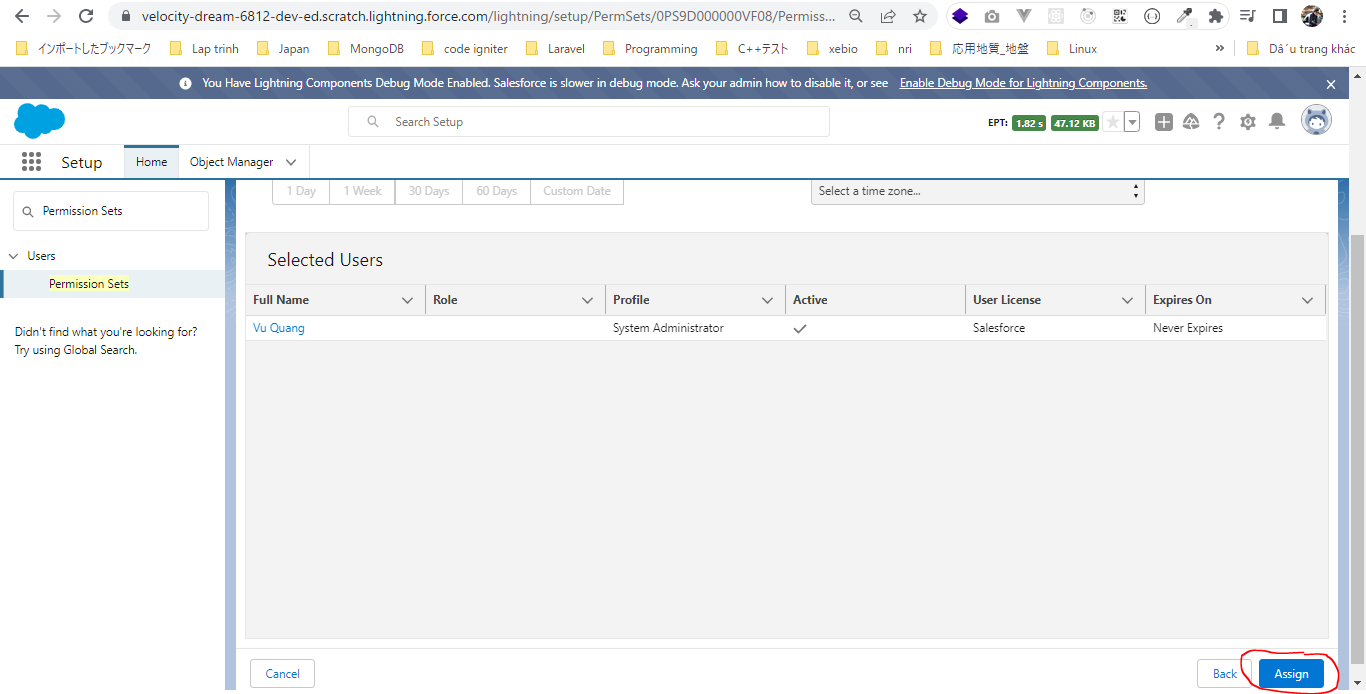 velocity-dream-6812-dev-ed.scratch.lightning.force.com/lightning/setup/PermSets/0PS9D000000VF08/Permiss...
インポートしたブックマーク Lap trinh Japan MongoDB code igniter Laravel Programming C++テスト xebio nri 応用地質_地盤 Linux » Dấu trang khác
You Have Lightning Components Debug Mode Enabled. Salesforce is slower in debug mode. Ask your admin how to disable it, or see Enable Debug Mode for Lightning Components.
Search Setup
EPT: 1.82 s 47.12 KB
Setup Home Object Manager
Permission Sets
Users
Permission Sets
Didn't find what you're looking for?
Try using Global Search.
1 Day 1 Week 30 Days 60 Days Custom Date Select a time zone...
Selected Users
Full Name Role Profile Active User License Expires On
Vu Quang System Administrator Salesforce Never Expires
Cancel Back Assign